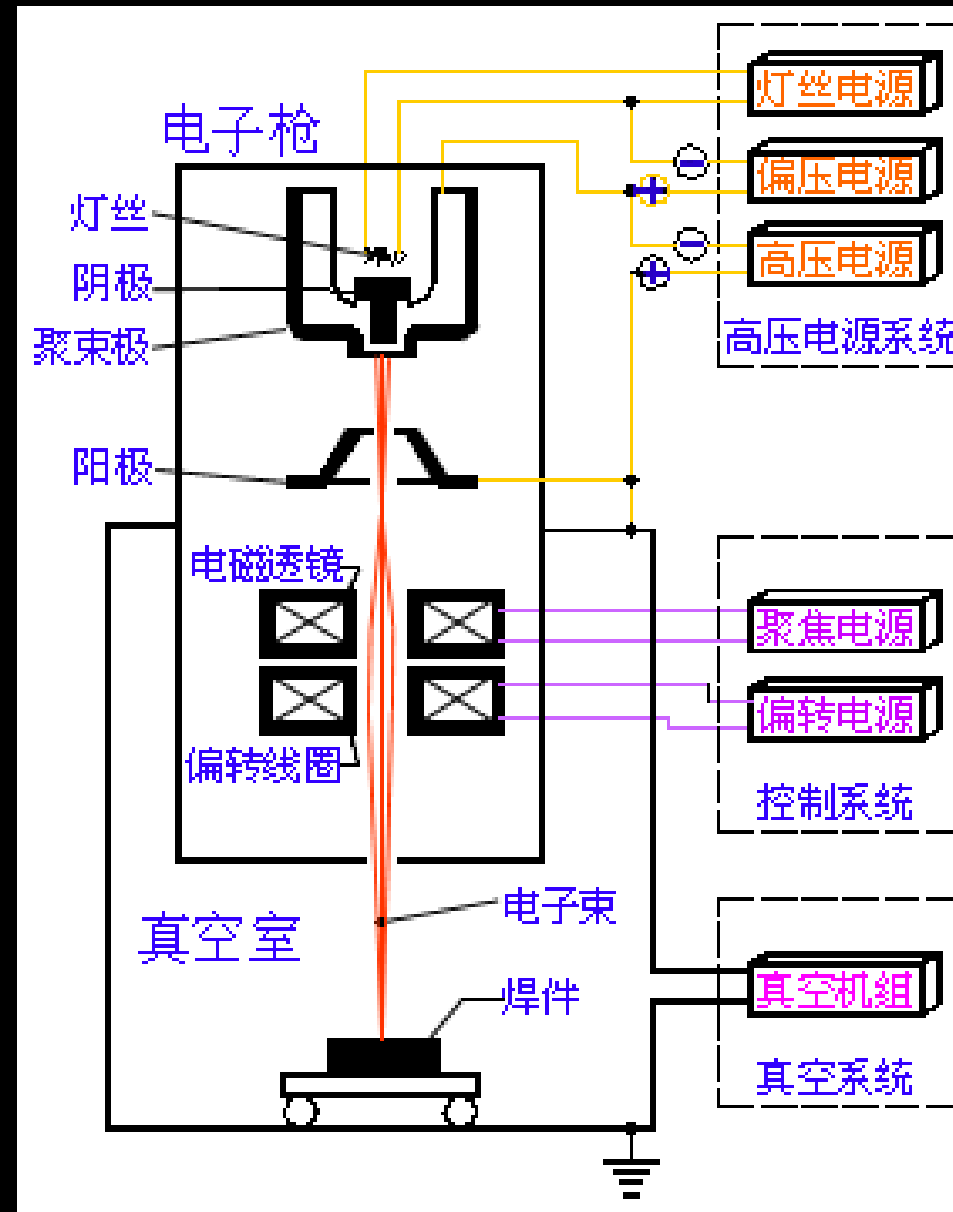 灯丝电源
电子枪
偏压电源
灯丝
高压电源
阴极
高压电源系统
聚束极
阳极
电磁透镜
聚焦电源
偏转电源
偏转线圈
控制系统
电子束
真空室
焊件
真空机组
真空系统